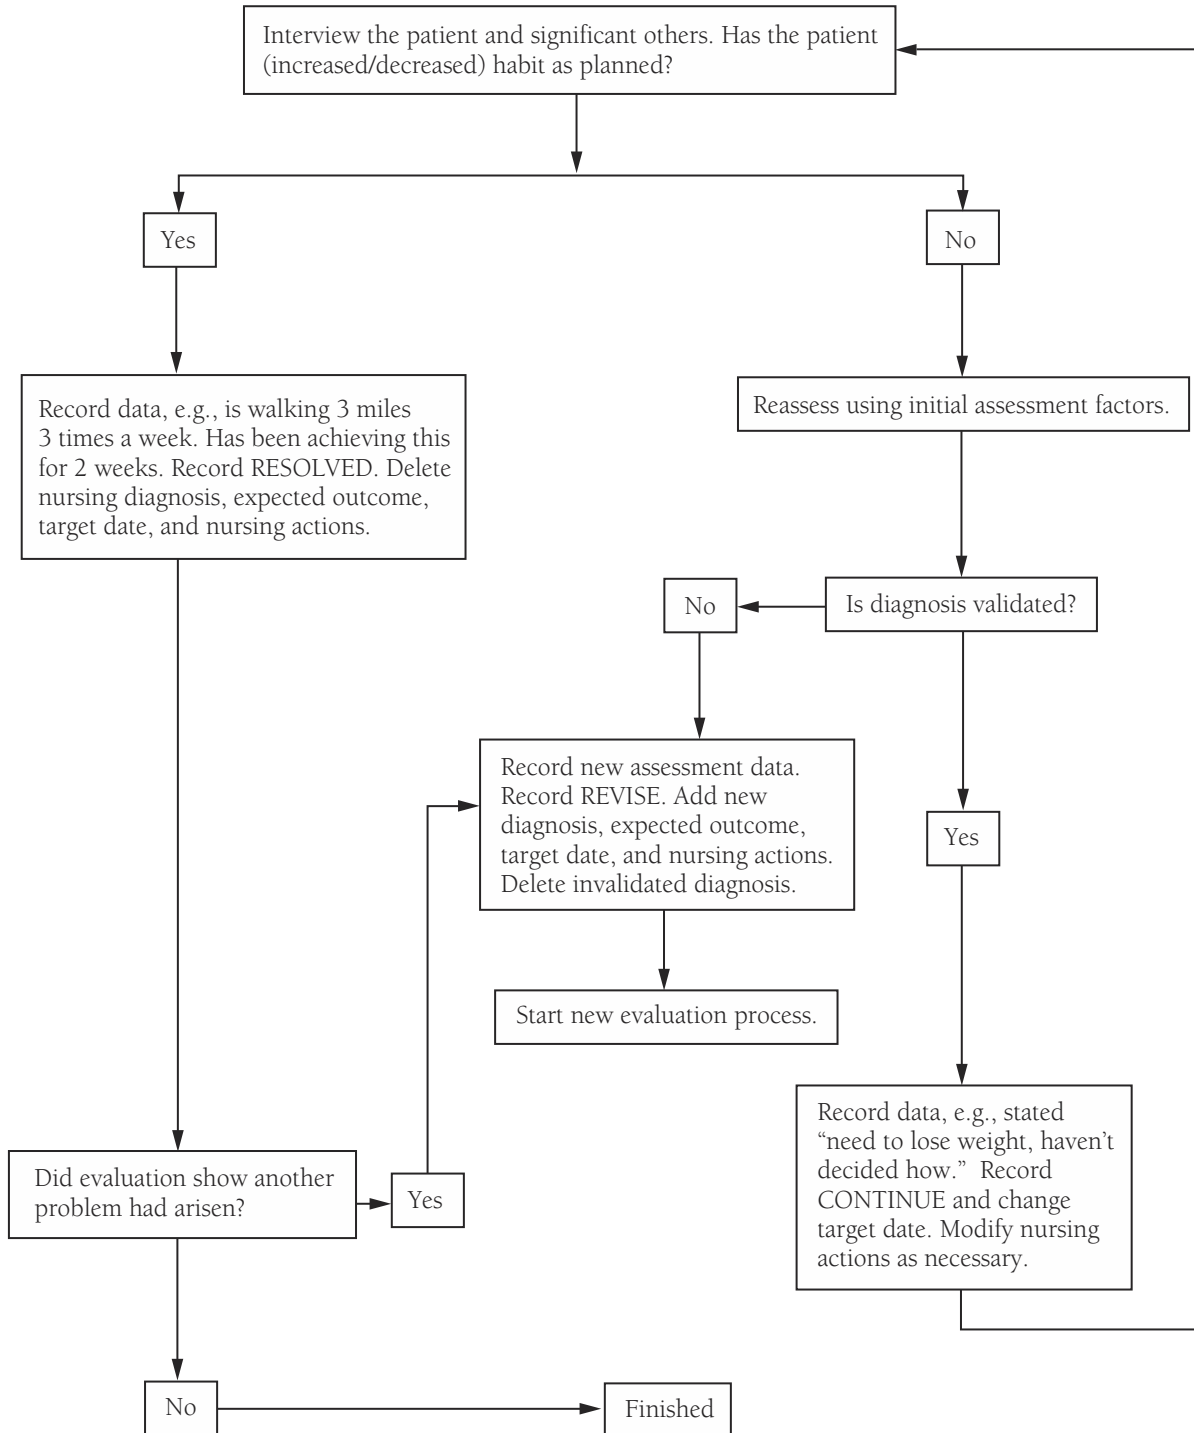 Interview the patient and significant others. Has the patient
(increased/decreased) habit as planned?
Yes
No
Record data, e.g., is walking 3 miles
3 times a week. Has been achieving this
for 2 weeks. Record RESOLVED. Delete
nursing diagnosis, expected outcome,
target date, and nursing actions.
Reassess using initial assessment factors.
Is diagnosis validated?
No
Record new assessment data.
Record REVISE. Add new
diagnosis, expected outcome,
target date, and nursing actions.
Delete invalidated diagnosis.
Yes
Start new evaluation process.
Record data, e.g., stated
“need to lose weight, haven't
decided how.” Record
CONTINUE and change
target date. Modify nursing
actions as necessary.
Did evaluation show another
problem had arisen?
Yes
No
Finished